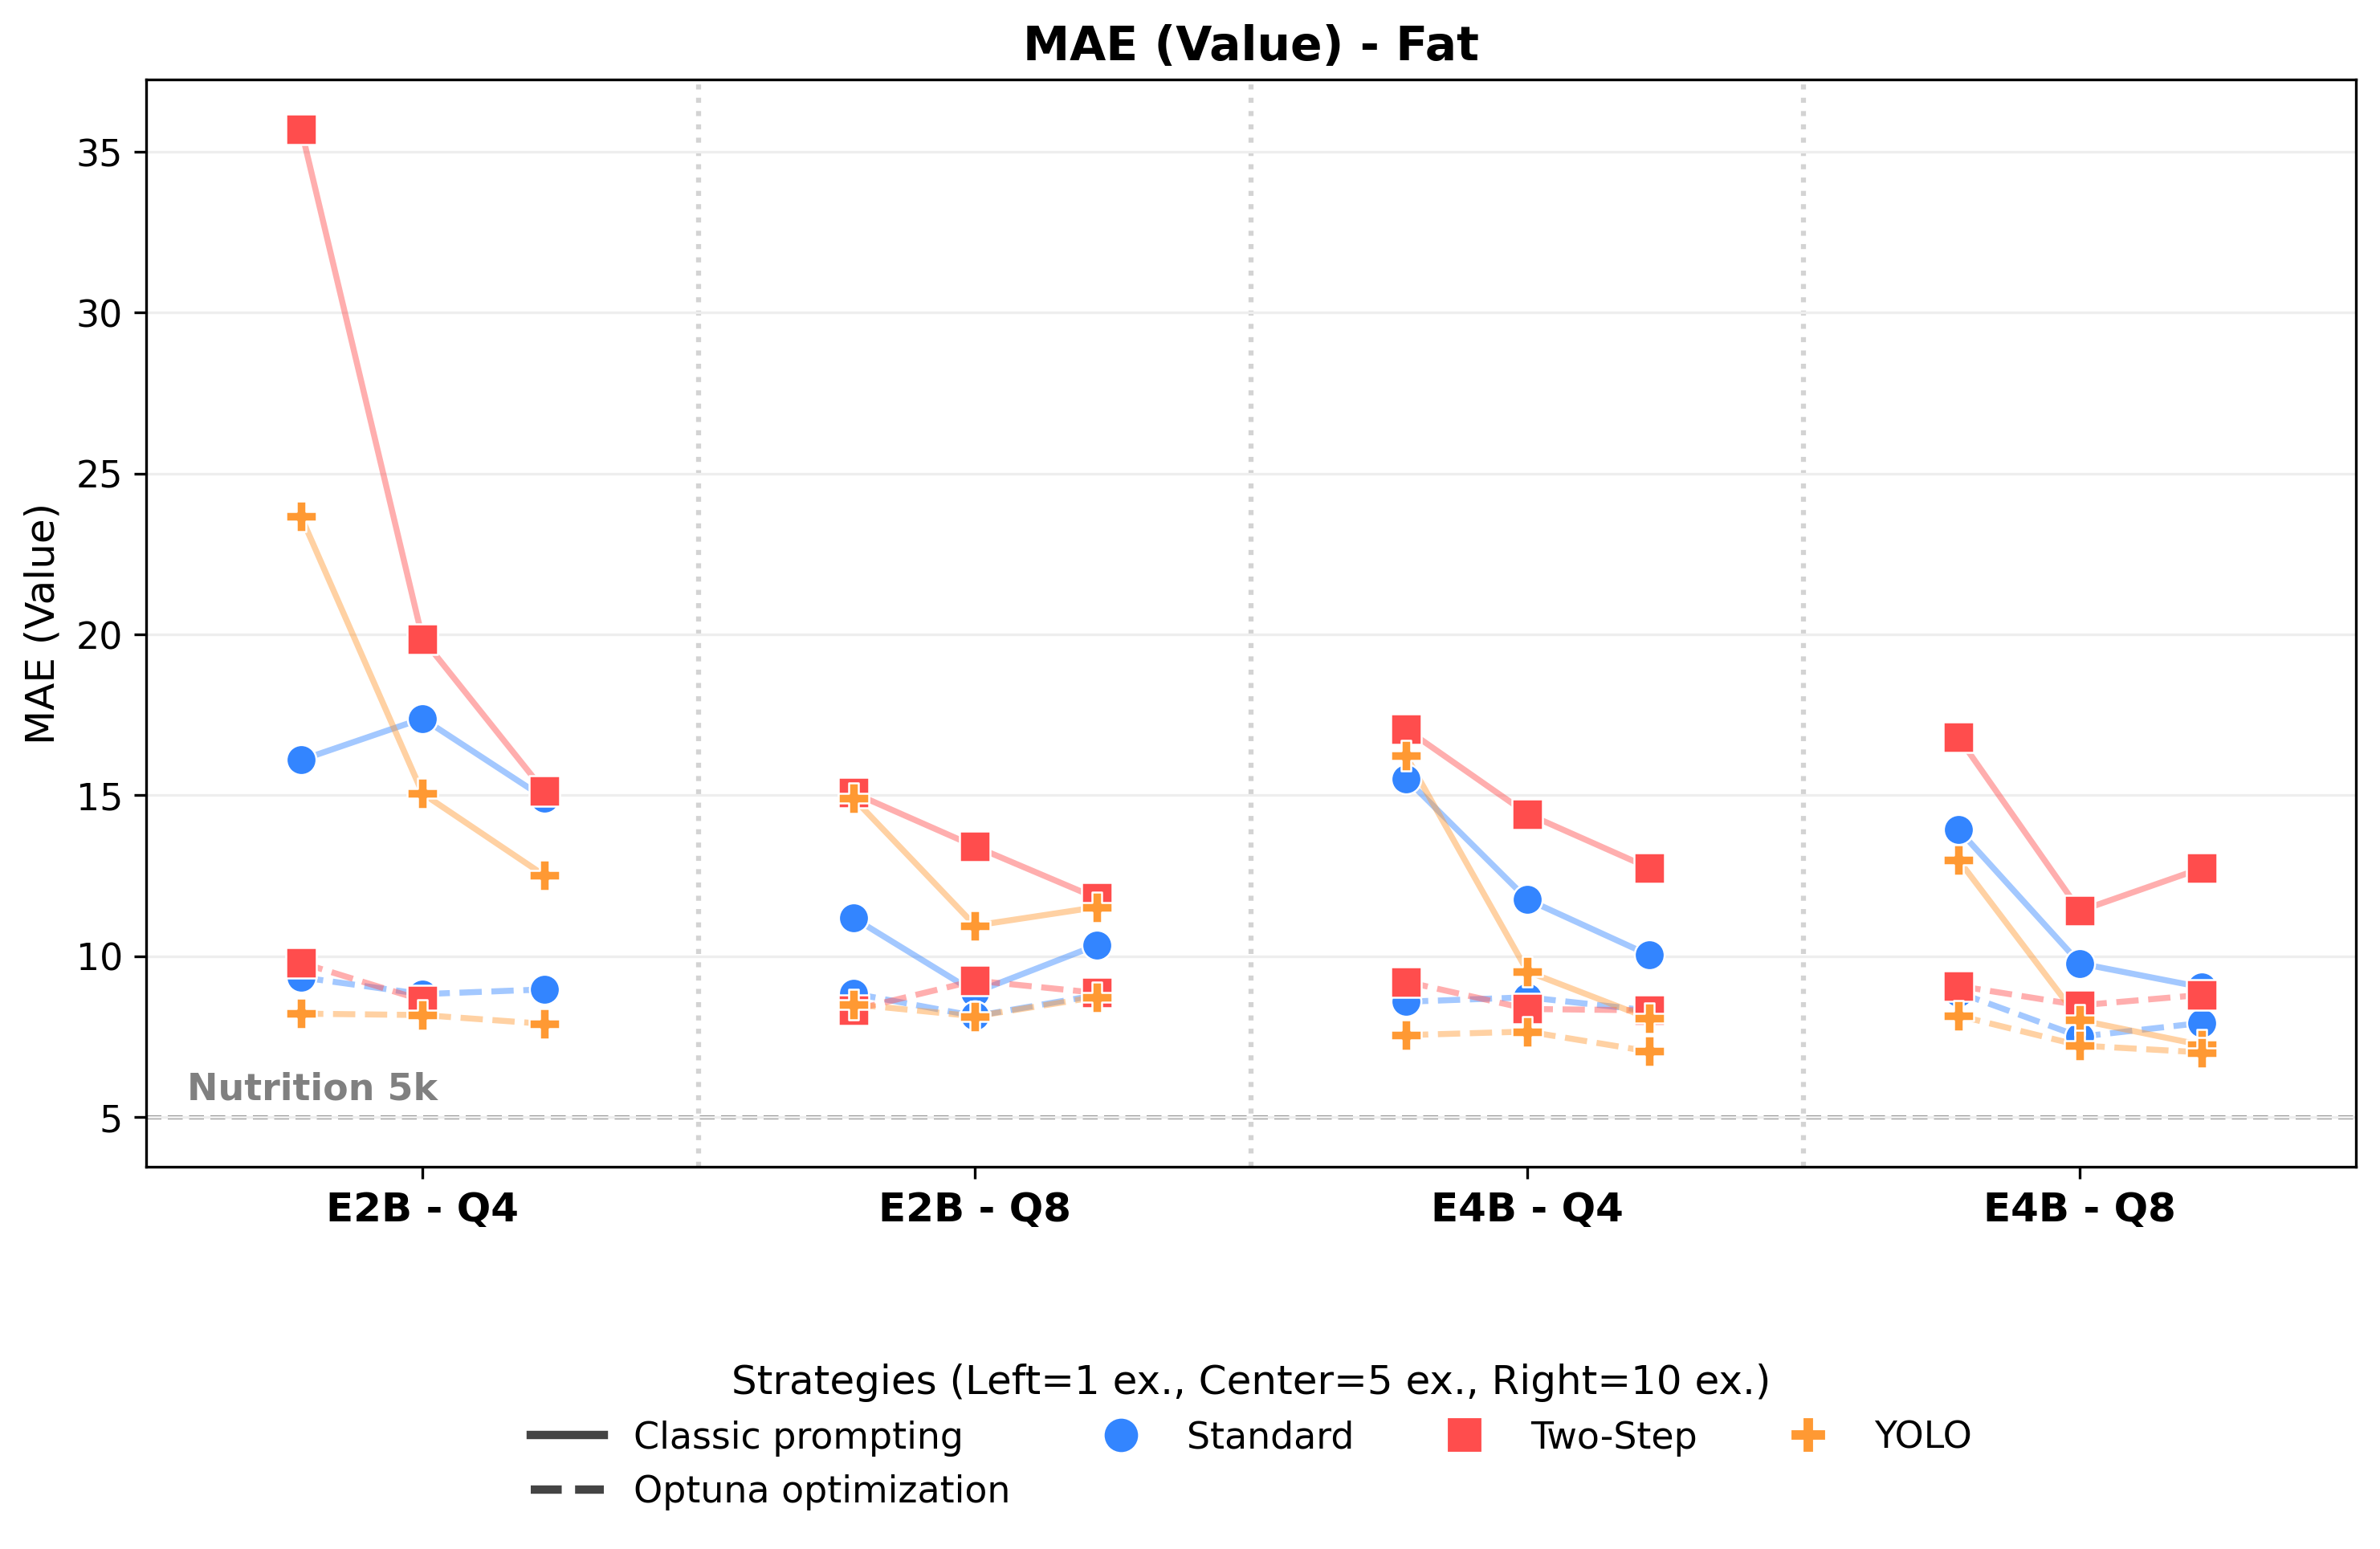 MAE (Value) - Fat
MAE (Value)
35
30
25
20
15
10
5
Nutrition 5k
E2B - Q4
E2B - Q8
E4B - Q4
E4B - Q8
Strategies (Left=1 ex., Center=5 ex., Right=10 ex.)
Classic prompting
Standard
Two-Step
YOLO
Optuna optimization